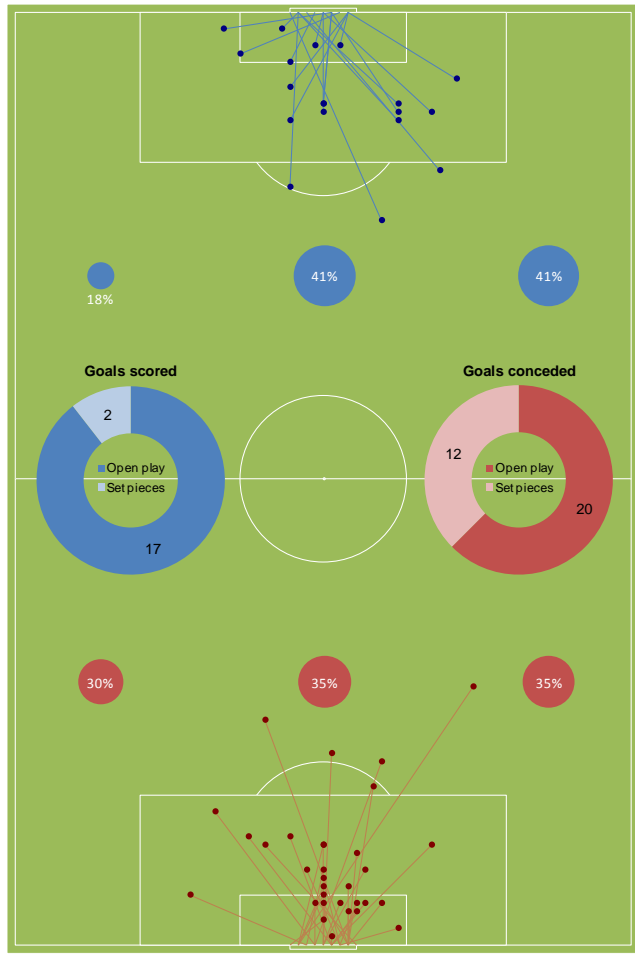 18%
41%
41%
Goals scored
2
Open play
Set pieces
17
Goals conceded
12
Open play
Set pieces
20
30%
35%
35%